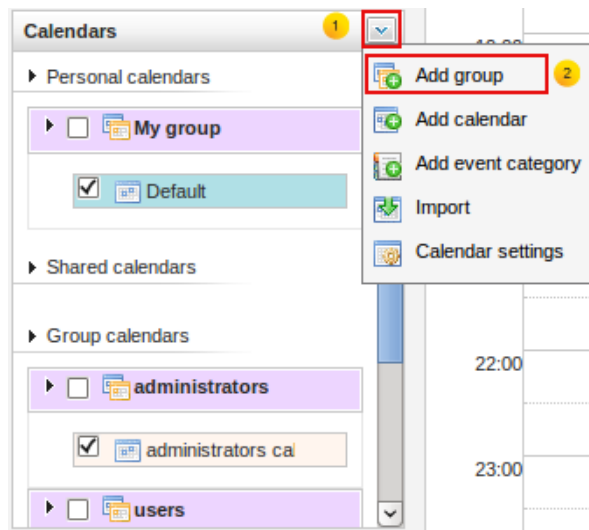 Calendars
1
Personal calendars
My group
Default
Shared calendars
Group calendars
administrators
administrators cal
users
Add group
2
Add calendar
Add event category
Import
Calendar settings
22:00
23:00